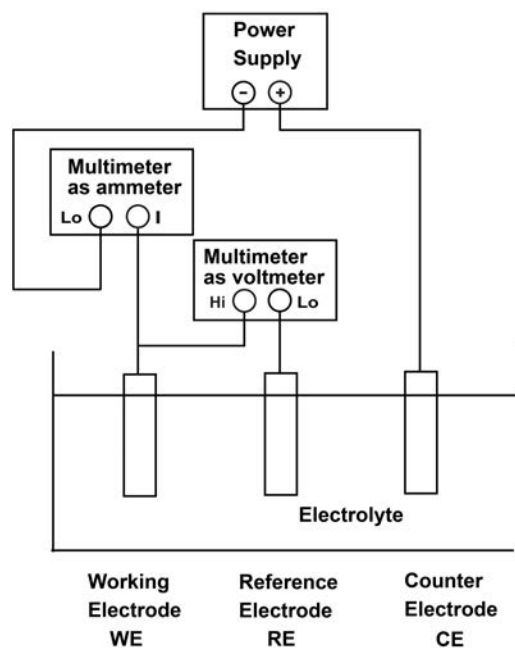 Power
Supply
− +
Multimeter
as ammeter
Lo I
Multimeter
as voltmeter
Hi Lo
Electrolyte
Working
Electrode
WE
Reference
Electrode
RE
Counter
Electrode
CE